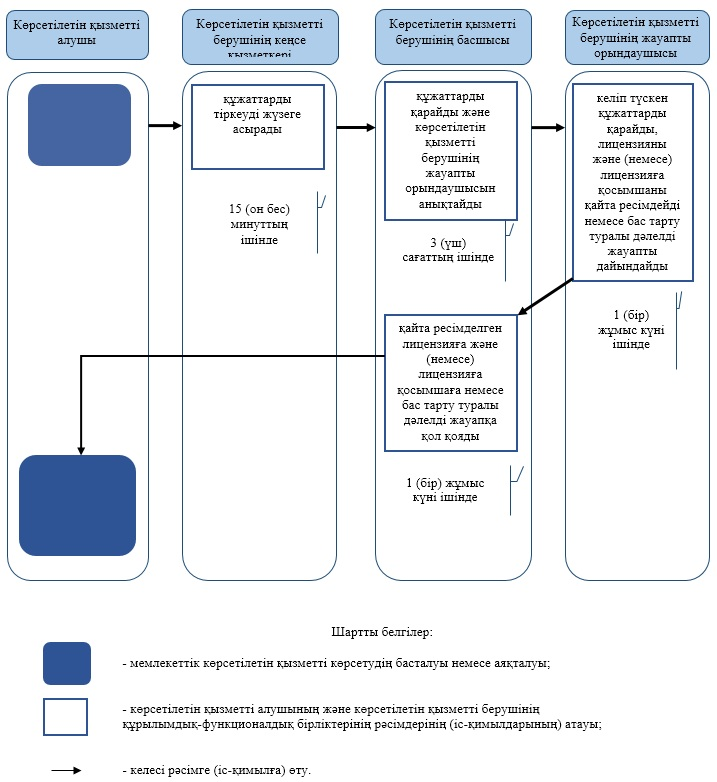 Көрсетілетін қызметті
алушы
Көрсетілетін қызметті
берушінің кеңсе
қызметкері
Көрсетілетін қызметті
берушінің басшысы
Көрсетілетін қызметті
берушінің жауапты
орындаушысы
құжаттарды
тіркеуді жүзеге
асырады
15 (он бес)
минуттың
ішінде
құжаттарды
қарайды және
көрсетілетін
қызметті
берушінің
жауапты
орындаушысын
анықтайды
3 (үш)
сағаттың ішінде
келіп түскен
құжаттарды
қарайды,
лицензияны
және (немесе)
лицензияға
қосымшаны
қайта ресімдейді
немесе бас тарту
туралы дәлелді
жауапты
дайындайды
1 (бір)
жұмыс күні
ішінде
қайта ресімделген
лицензияға және
(немесе)
лицензияға
қосымшаға немесе
бас тарту туралы
дәлелді жауапқа
қол қояды
1 (бір) жұмыс
күні ішінде
Шартты белгілер:
- мемлекеттік көрсетілетін қызметті көрсетудің басталуы немесе аяқталуы;
- көрсетілетін қызметті алушының және көрсетілетін қызметті берушінің
құрылымдық-функционалдық бірліктерінің рәсімдерінің (іс-қимылдарының) атауы;
- келесі рәсімге (іс-қимылға) өту.